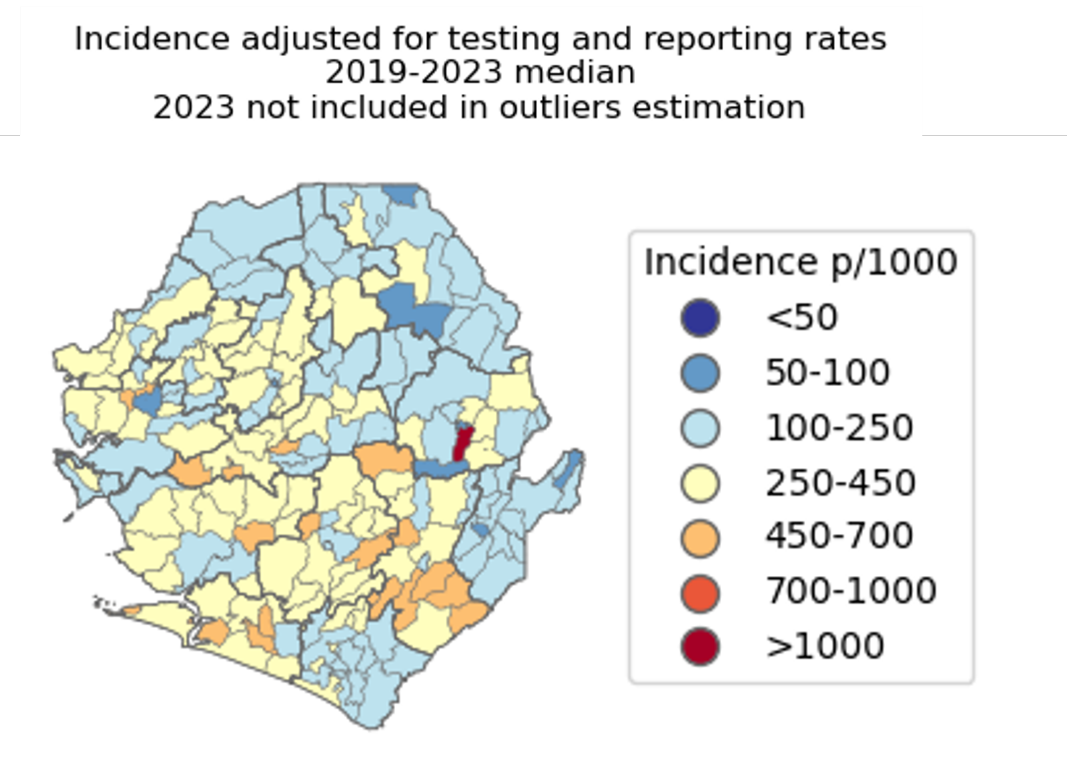 Incidence adjusted for testing and reporting rates
2019-2023 median
2023 not included in outliers estimation
Incidence p/1000
<50
50-100
100-250
250-450
450-700
700-1000
>1000